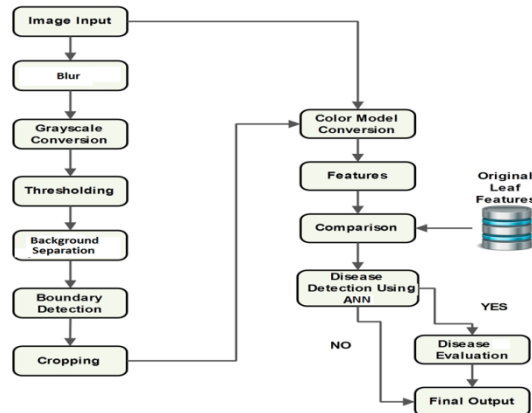 Image Input
Blur
Grayscale
Conversion
Thresholding
Background
Separation
Boundary
Detection
Cropping
Color Model
Conversion
Features
Original
Leaf
Features
Comparison
Disease
Detection Using
ANN
YES
NO
Disease
Evaluation
Final Output